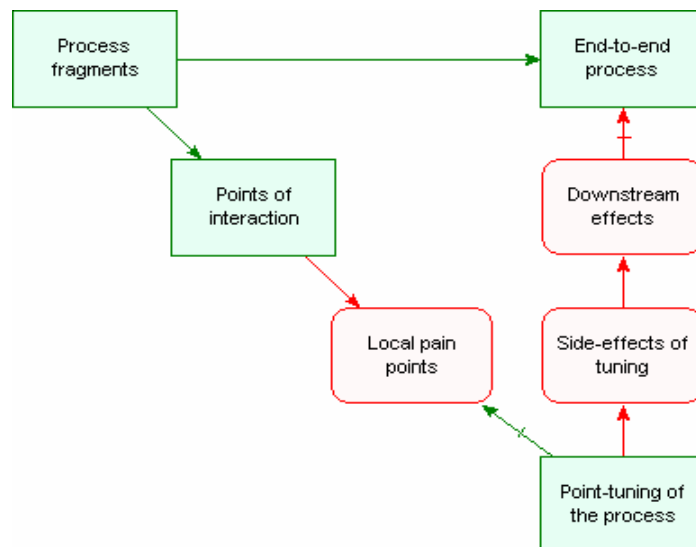 Process
fragments
End-to-end
process
Points of
interaction
Downstream
effects
Local pain
points
Side-effects of
tuning
Point-tuning of
the process